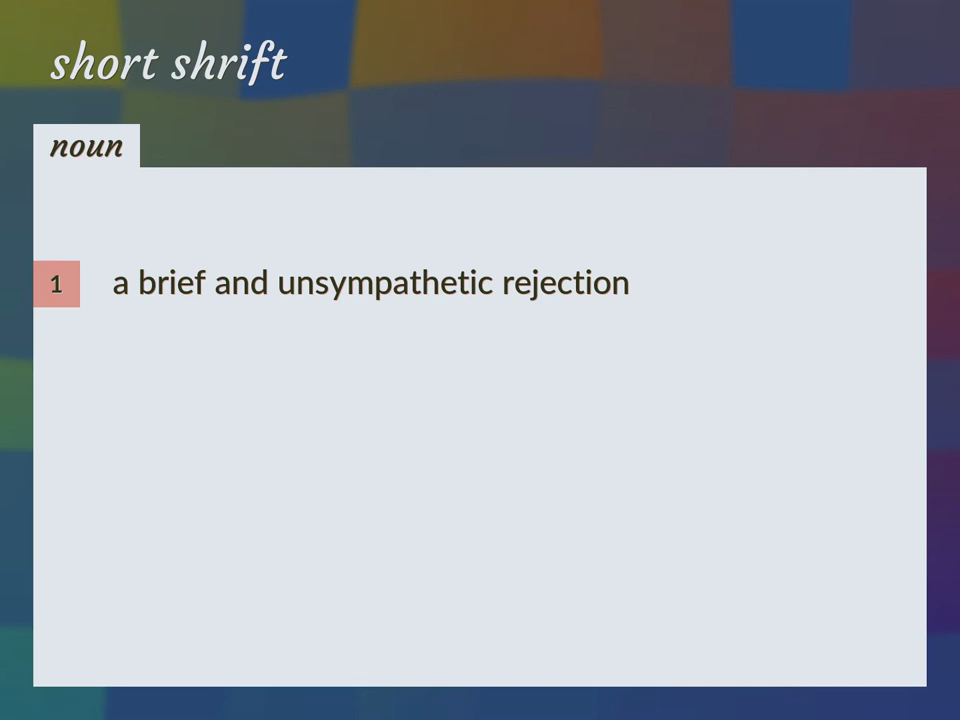 short shrift
noun
1 a brief and unsympathetic rejection